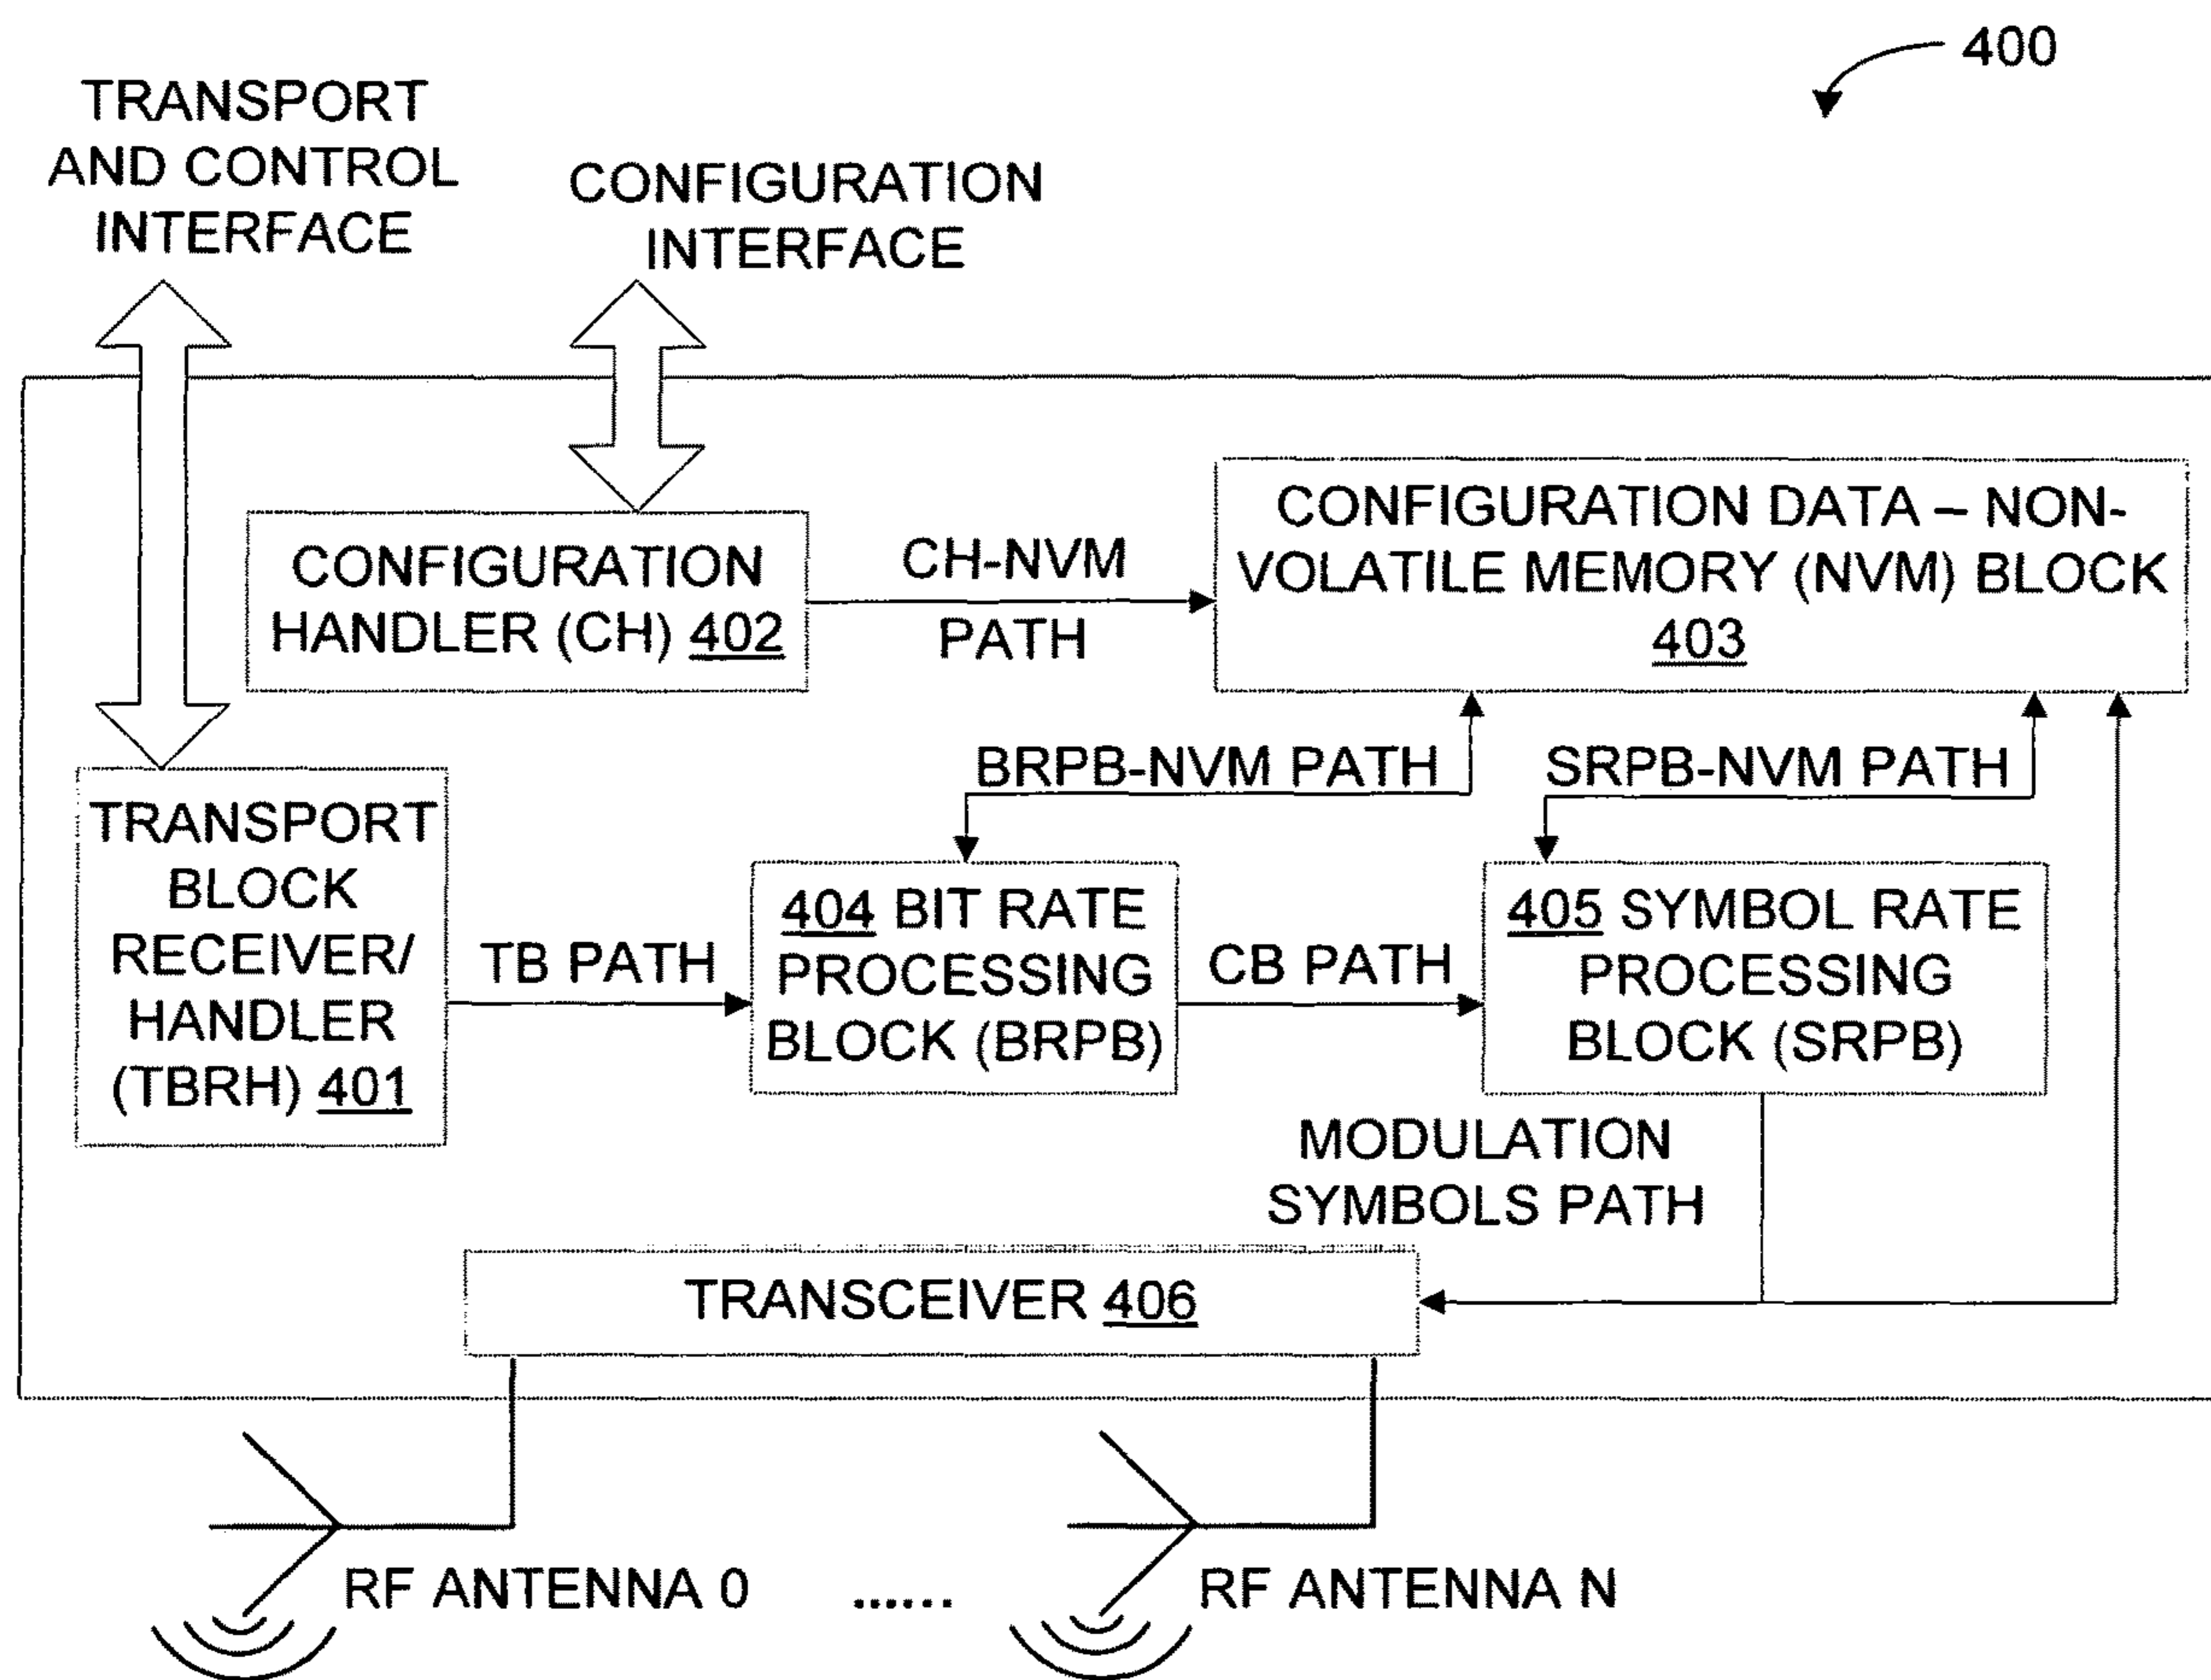 400
TRANSPORT
AND CONTROL
INTERFACE
CONFIGURATION
INTERFACE
CONFIGURATION
HANDLER (CH) 402
CH-NVM
PATH
CONFIGURATION DATA – NON-
VOLATILE MEMORY (NVM) BLOCK
403
BRPB-NVM PATH
SRPB-NVM PATH
TRANSPORT
BLOCK
RECEIVER/
HANDLER
(TBRH) 401
TB PATH
404 BIT RATE
PROCESSING
BLOCK (BRPB)
CB PATH
405 SYMBOL RATE
PROCESSING
BLOCK (SRPB)
MODULATION
SYMBOLS PATH
TRANSCEIVER 406
RF ANTENNA 0
......
RF ANTENNA N